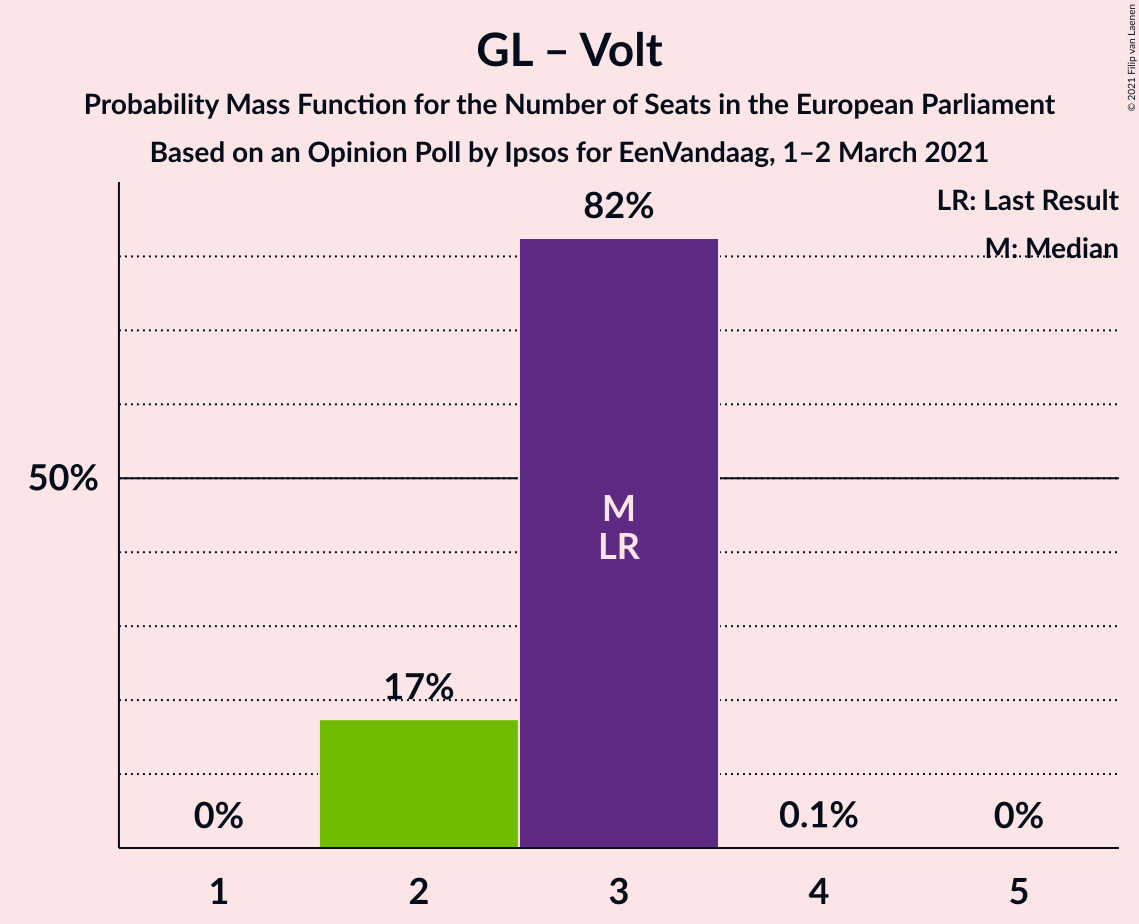 GL – Volt
Probability Mass Function for the Number of Seats in the European Parliament
Based on an Opinion Poll by Ipsos for EenVandaag, 1–2 March 2021
© 2021 Filip van Laenen
LR: Last Result
M: Median
82%
50%
M
LR
17%
0%
0.1%
0%
1
2
3
4
5